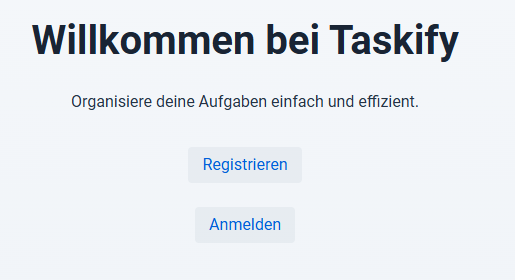 Willkommen bei Taskify
Organisiere deine Aufgaben einfach und effizient.
Registrieren
Anmelden